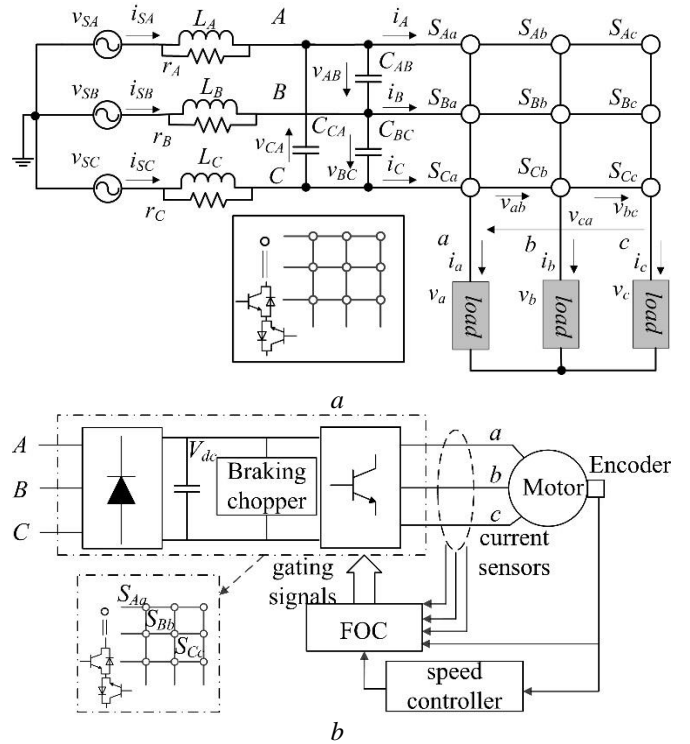 v_SA i_SA L_A A i_A S_Aa S_Ab S_Ac
r_A v_AB C_AB
v_SB i_SB L_B B i_B S_Ba S_Bb S_Bc
r_B v_CA C_CA C_BC
v_SC i_SC L_C C v_BC i_C S_Ca S_Cb S_Cc
r_C v_ab v_bc
v_ca
a b c
i_a i_b i_c
v_a load v_b load v_c load
a
A V_dc a
B Braking chopper b Motor Encoder
C c
gating signals
current sensors
S_Aa
S_Bb
S_Cc
FOC
speed controller
b